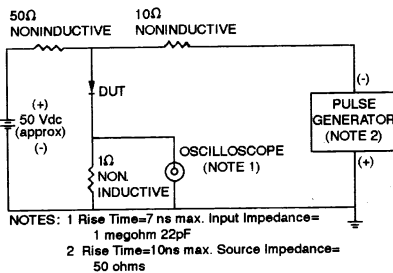 50Ω
NONINDUCTIVE
10Ω
NONINDUCTIVE
(+)
50 Vdc
(approx)
(-)
DUT
1Ω
NON.
INDUCTIVE
OSCILLOSCOPE
(NOTE 1)
(-)
PULSE
GENERATOR
(NOTE 2)
(+)
NOTES: 1 Rise Time=7 ns max. Input Impedance=
1 megohm 22pF
2 Rise Time=10ns max. Source Impedance=
50 ohms